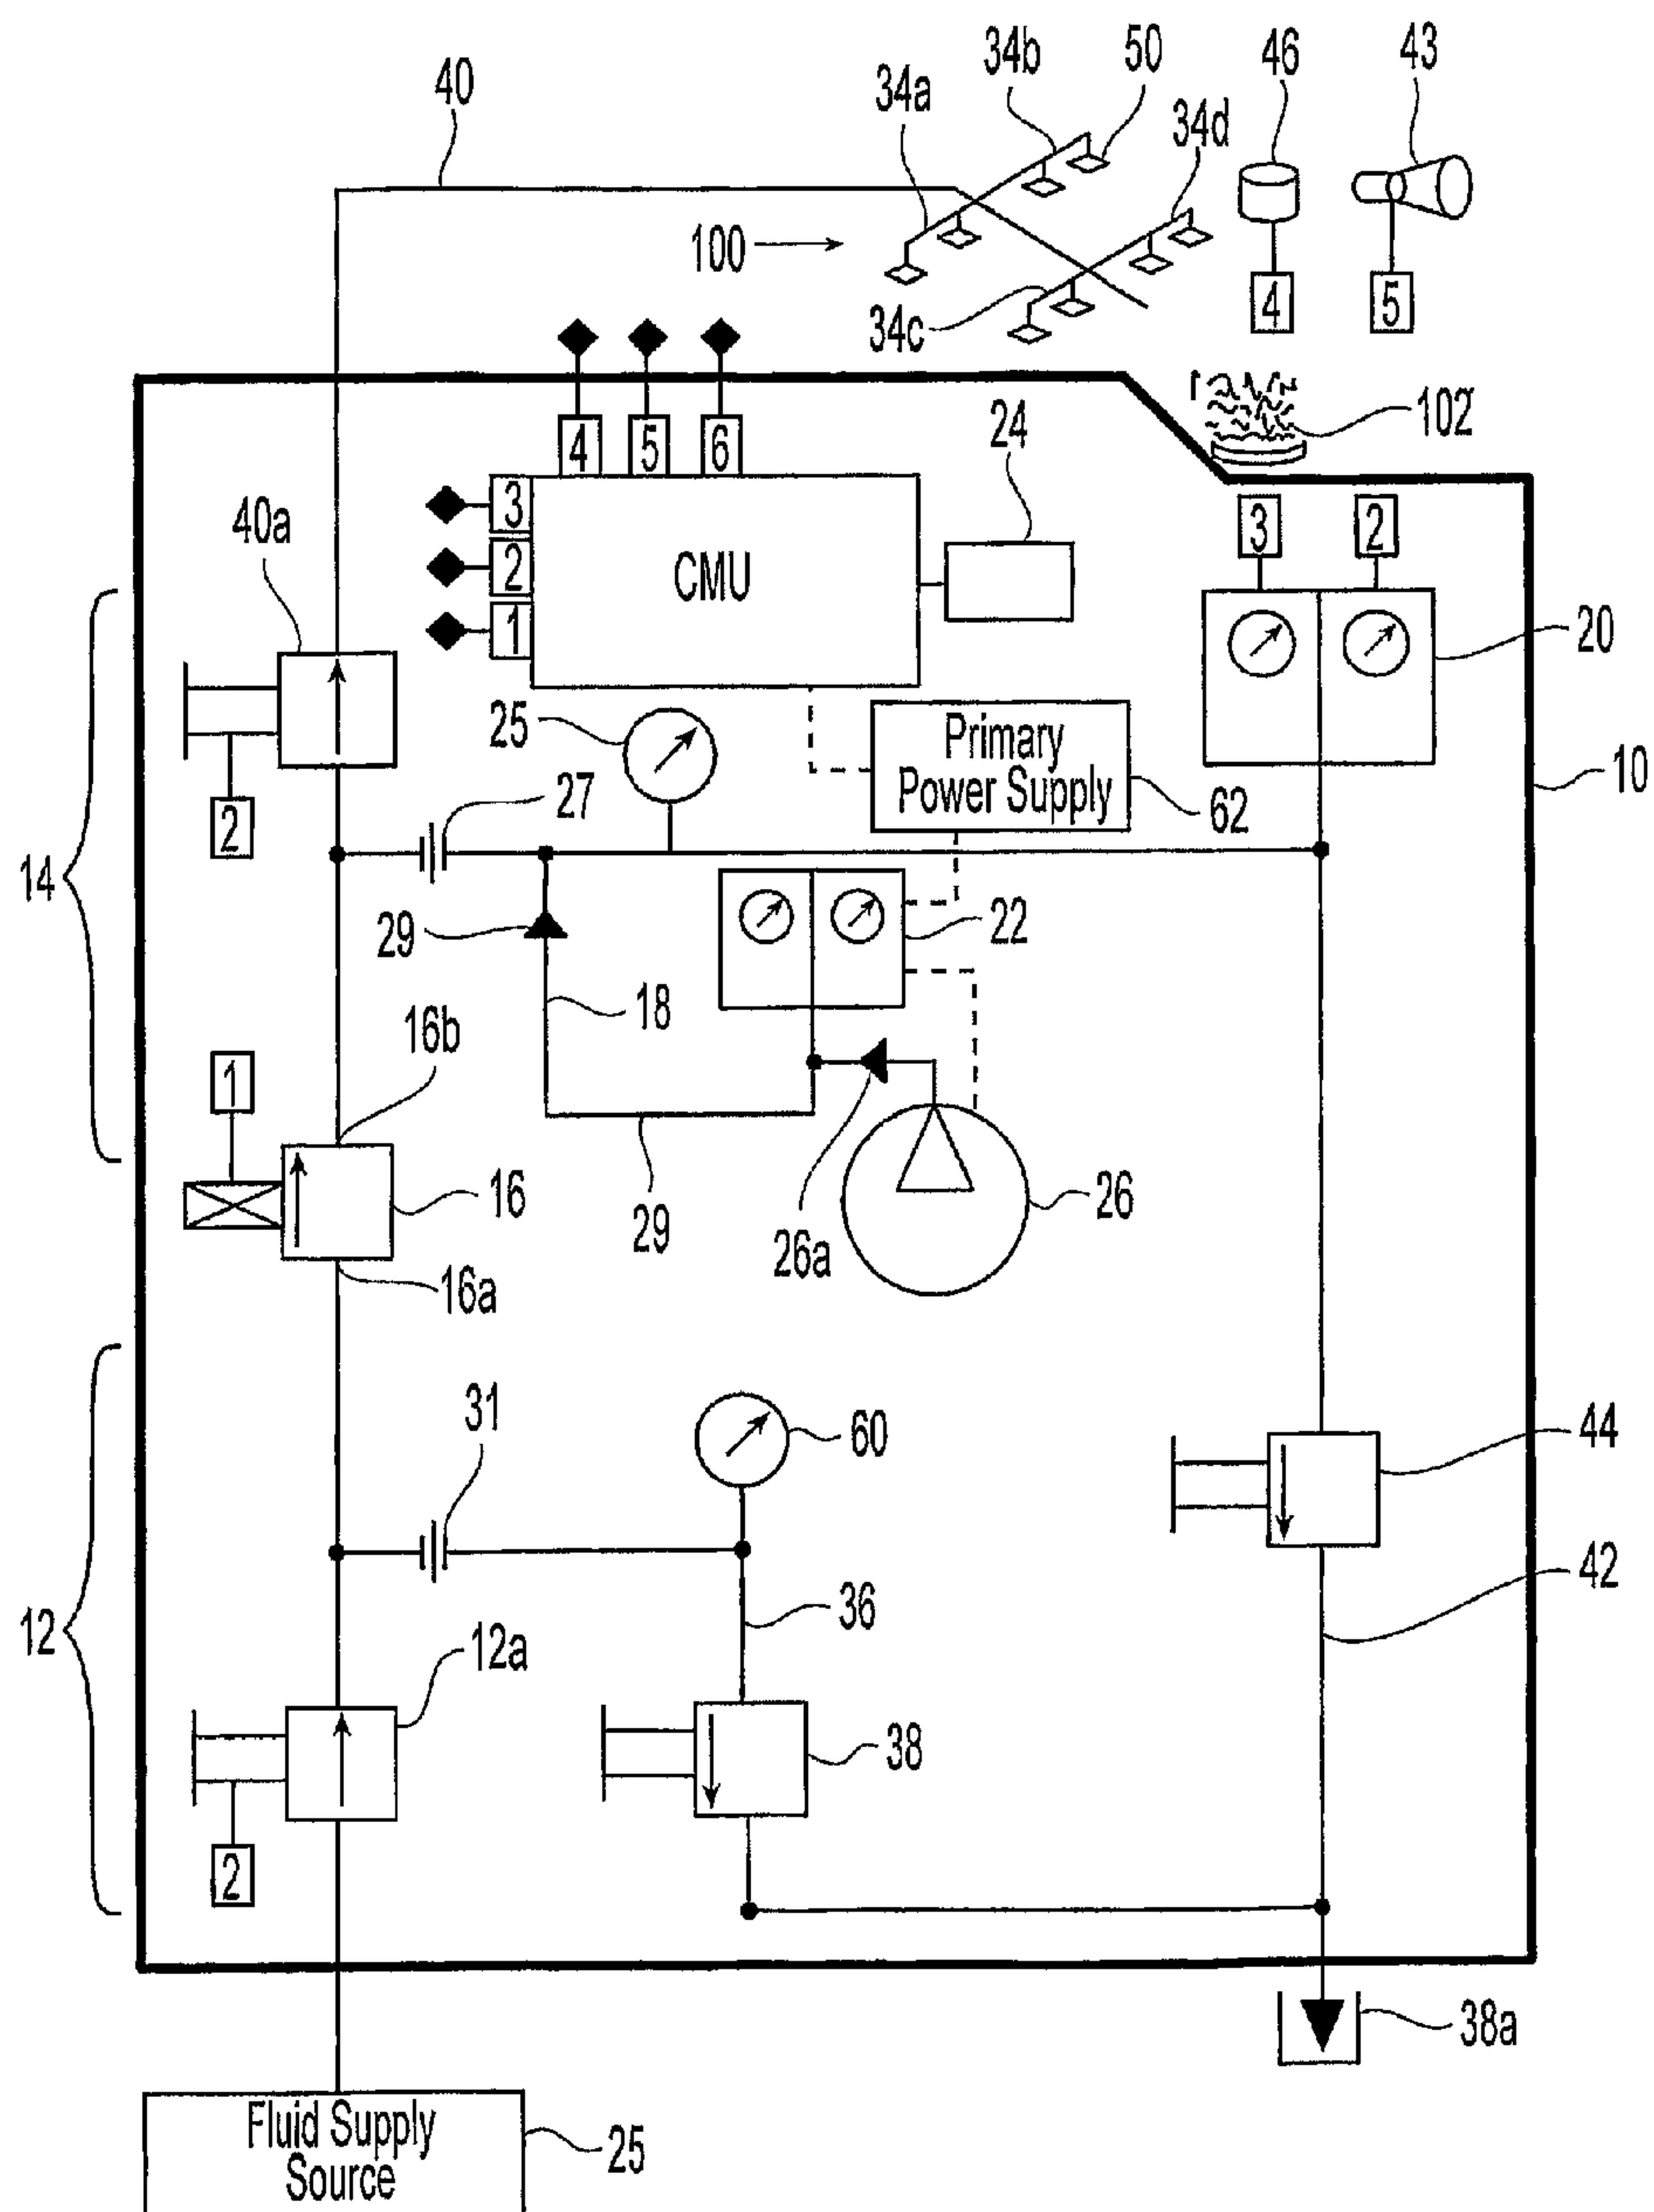 34b
50
46
43
40
34a
34d
100
4
5
34c
102
4
5
6
24
3
2
1
CMU
3
2
40a
20
25
Primary
Power Supply
10
27
62
2
14
29
22
18
16b
1
16
29
26a
26
16a
31
60
44
36
42
12
12a
38
2
38a
Fluid Supply
Source
25